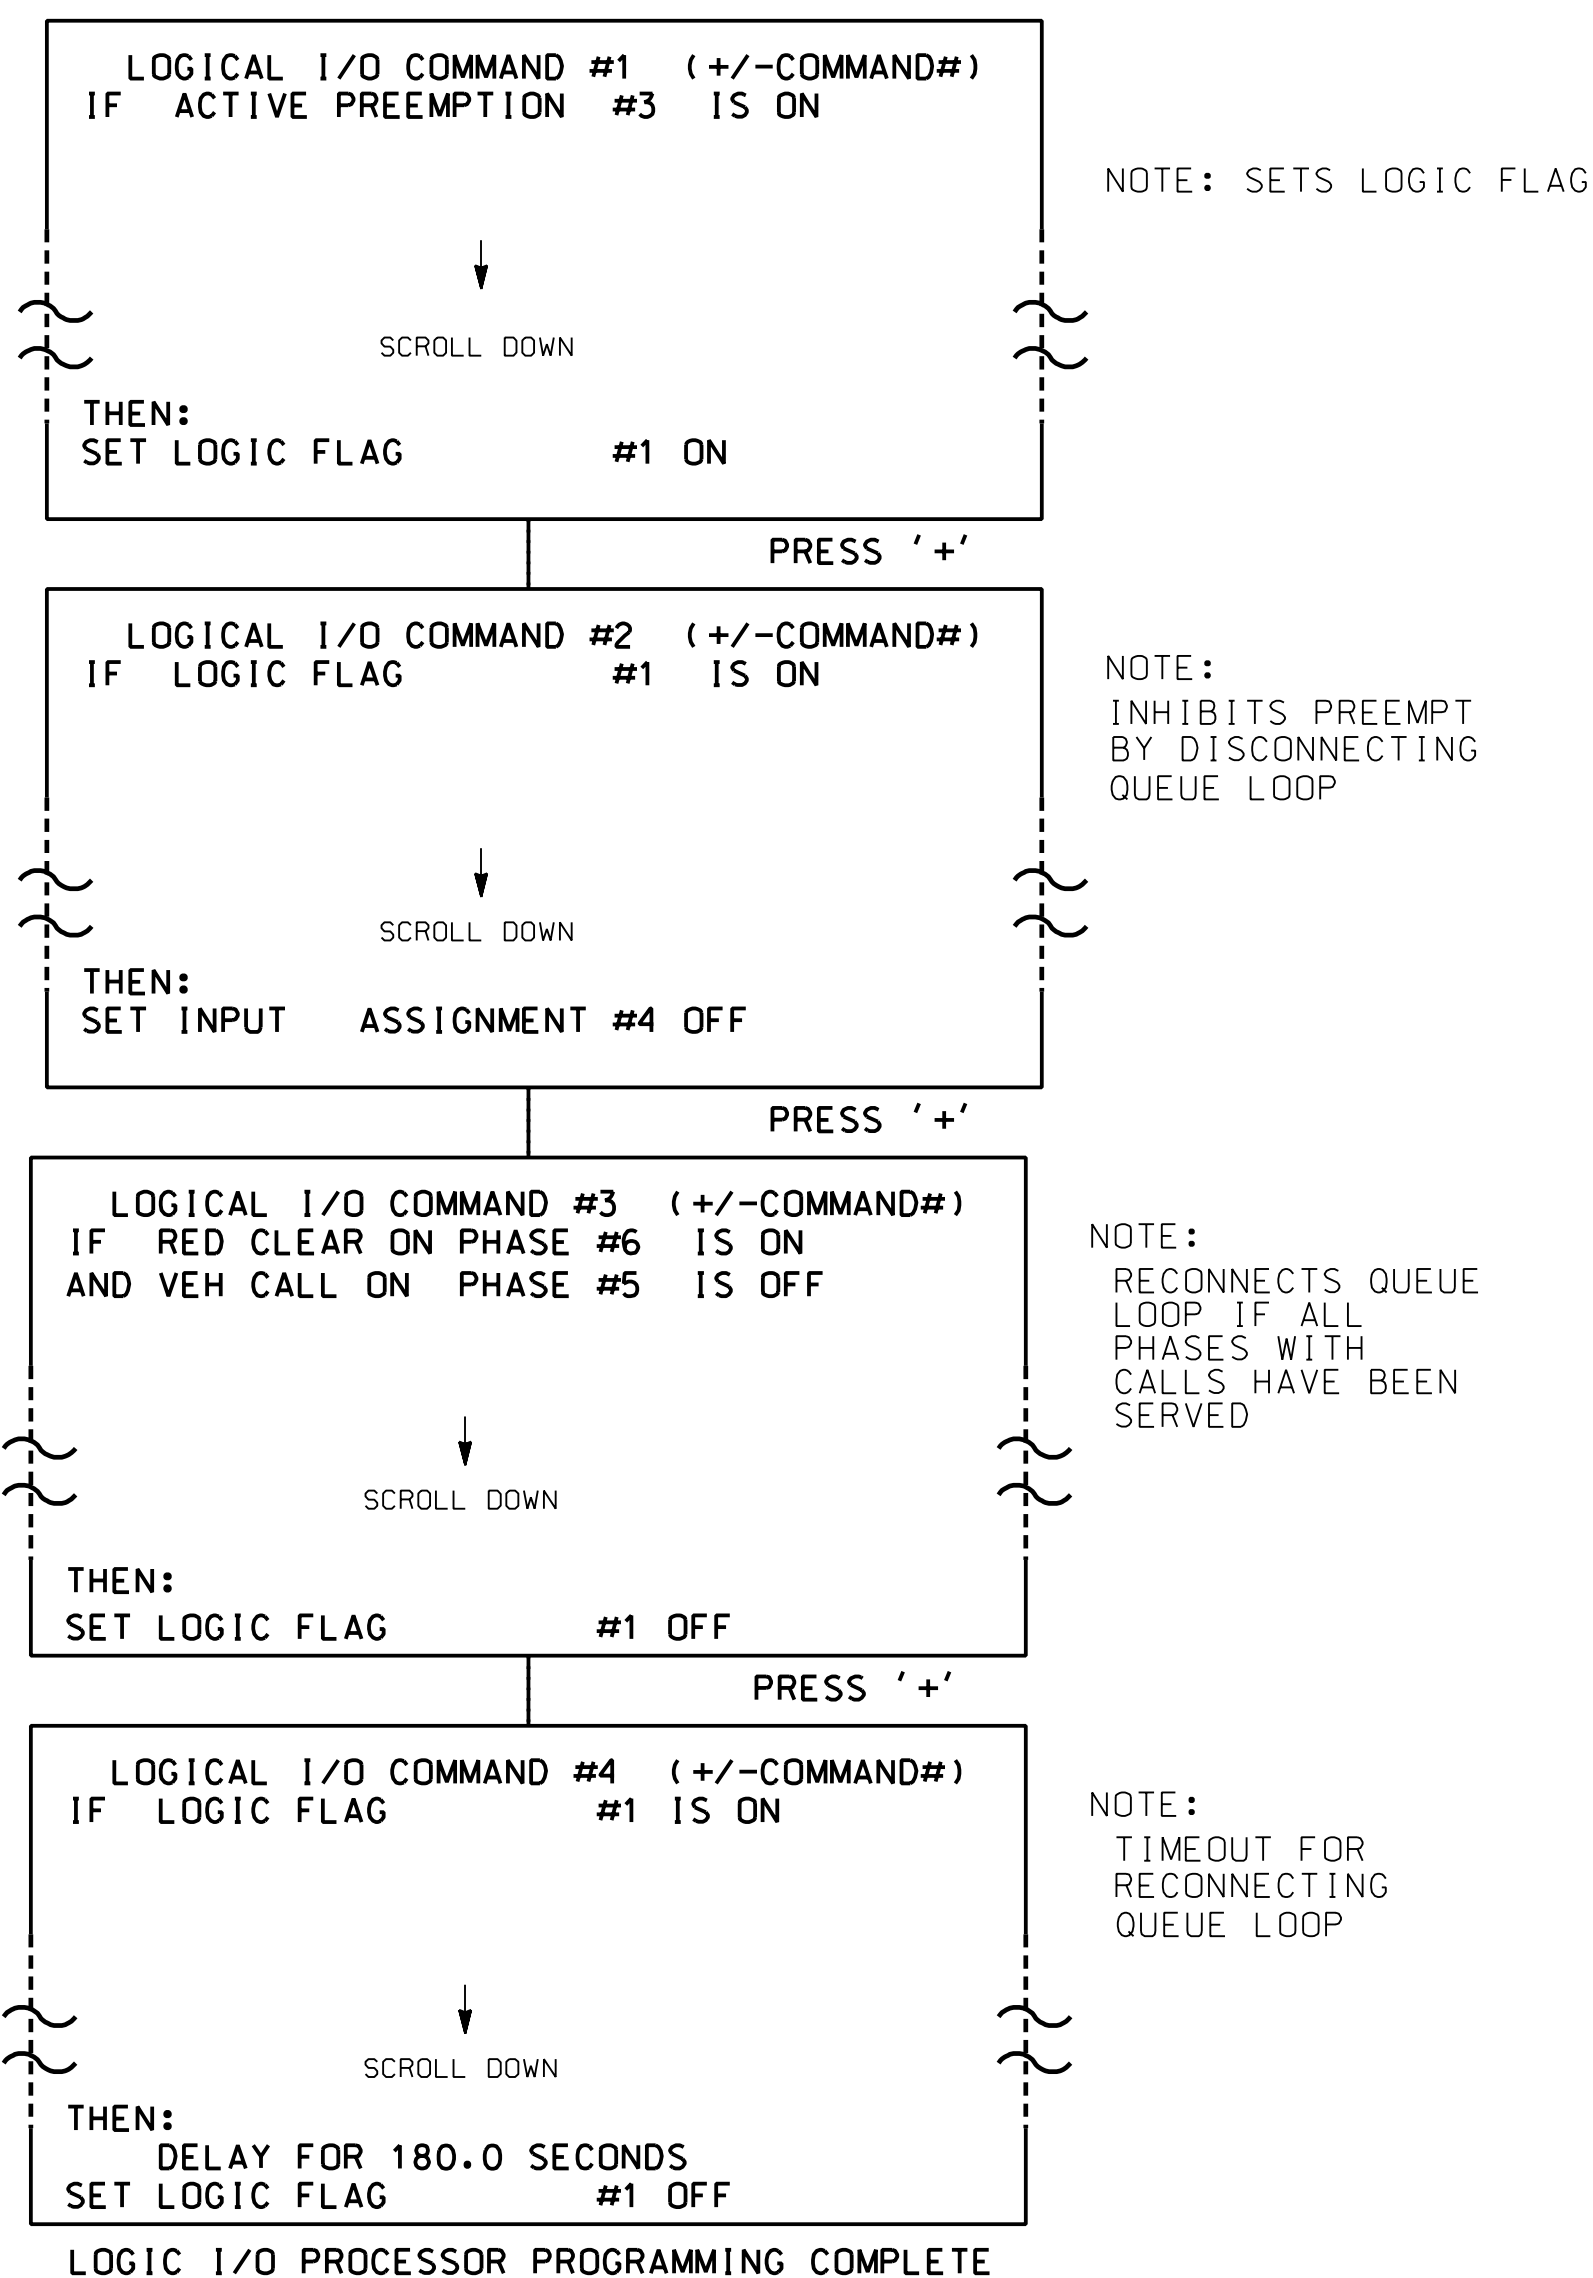 LOGICAL I/O COMMAND #1 (+/-COMMAND#)
IF ACTIVE PREEMPTION #3 IS ON
NOTE: SETS LOGIC FLAG
SCROLL DOWN
THEN:
SET LOGIC FLAG #1 ON
PRESS '+'
LOGICAL I/O COMMAND #2 (+/-COMMAND#)
IF LOGIC FLAG #1 IS ON
NOTE:
INHIBITS PREEMPT
BY DISCONNECTING
QUEUE LOOP
SCROLL DOWN
THEN:
SET INPUT ASSIGNMENT #4 OFF
PRESS '+'
LOGICAL I/O COMMAND #3 (+/-COMMAND#)
IF RED CLEAR ON PHASE #6 IS ON
AND VEH CALL ON PHASE #5 IS OFF
NOTE:
RECONNECTS QUEUE
LOOP IF ALL
PHASES WITH
CALLS HAVE BEEN
SERVED
SCROLL DOWN
THEN:
SET LOGIC FLAG #1 OFF
PRESS '+'
LOGICAL I/O COMMAND #4 (+/-COMMAND#)
IF LOGIC FLAG #1 IS ON
NOTE:
TIMEOUT FOR
RECONNECTING
QUEUE LOOP
SCROLL DOWN
THEN:
DELAY FOR 180.0 SECONDS
SET LOGIC FLAG #1 OFF
LOGIC I/O PROCESSOR PROGRAMMING COMPLETE